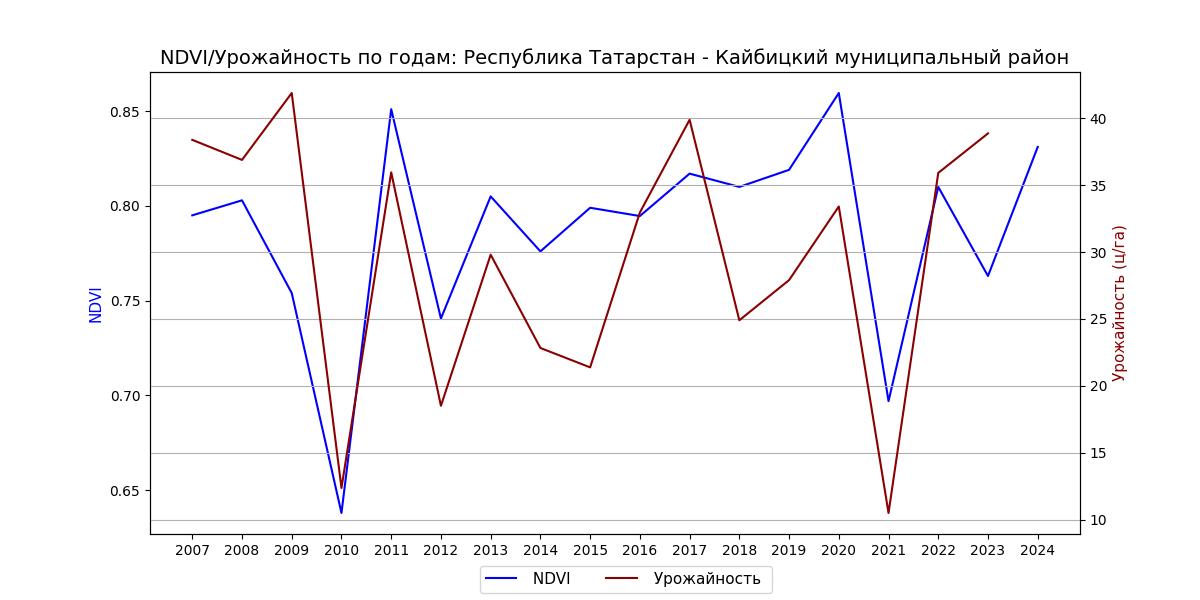 NDVI/Урожайность по годам: Республика Татарстан - Кайбицкий муниципальный район
0.85
0.80
0.75
0.70
0.65
NDVI
40
35
30
25
20
15
10
Урожайность (ц/га)
2007 2008 2009 2010 2011 2012 2013 2014 2015 2016 2017 2018 2019 2020 2021 2022 2023 2024
NDVI Урожайность